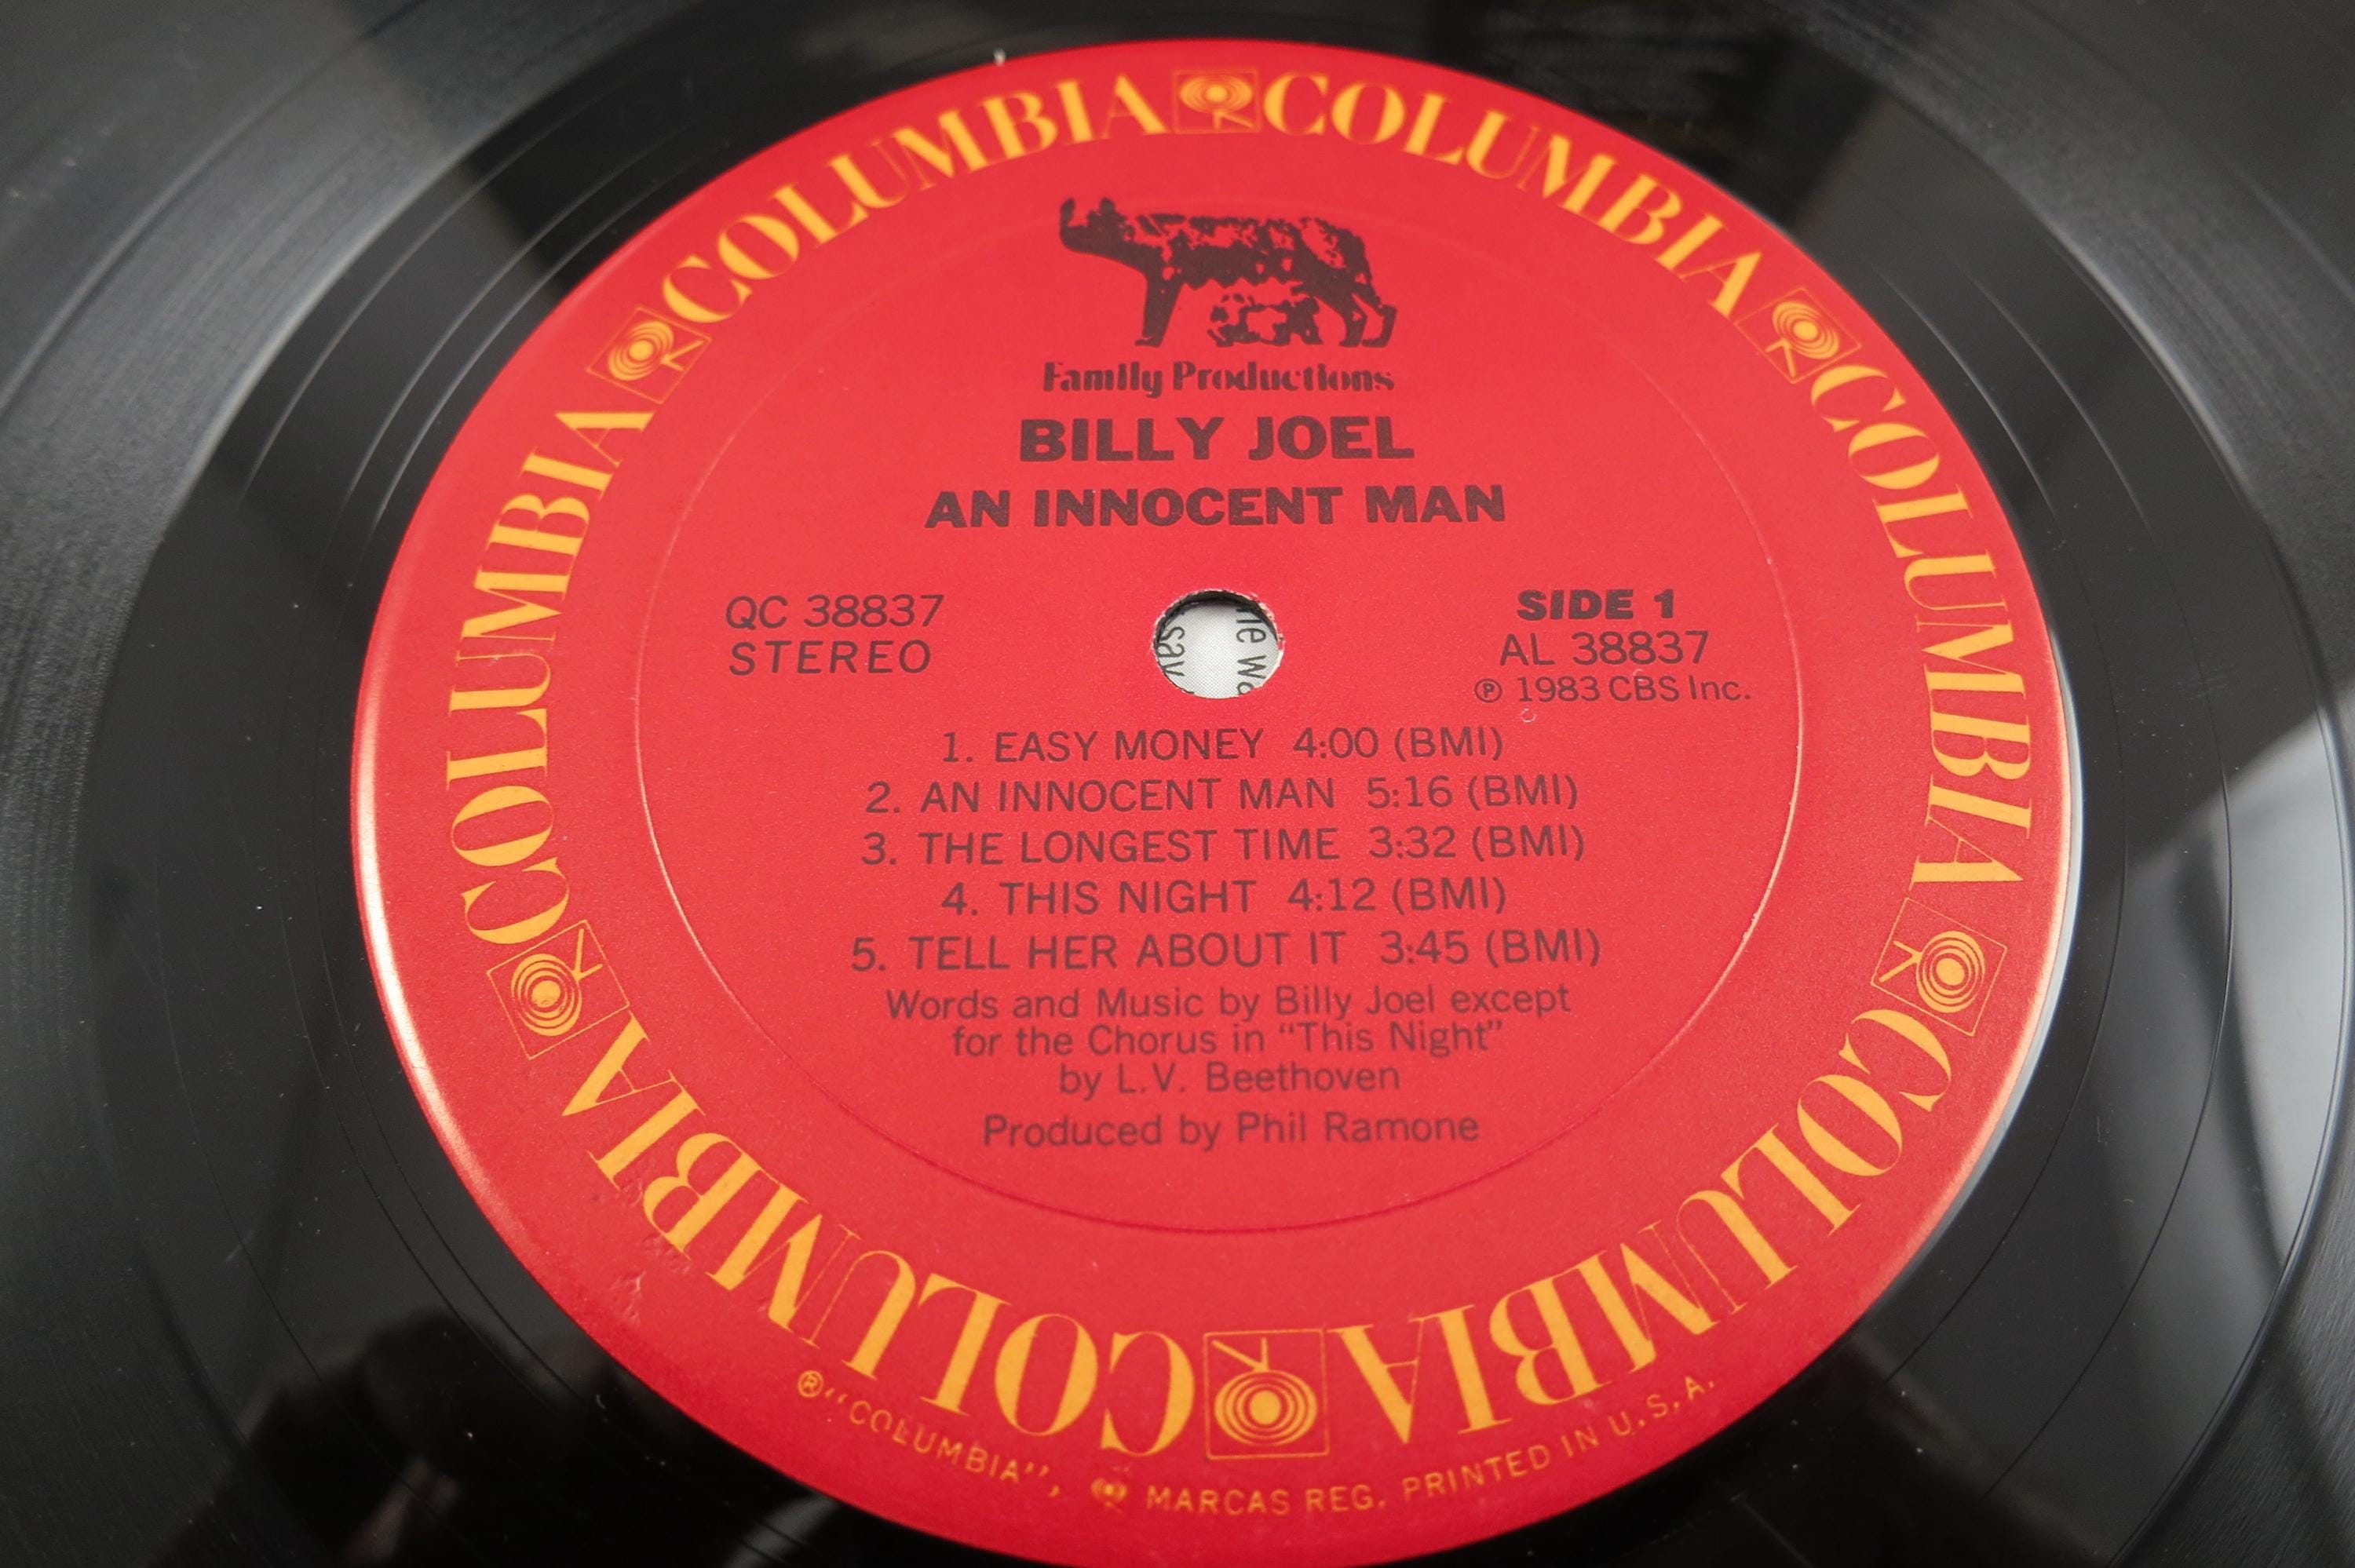 COLUMBIA COLUMBIA COLUMBIA COLUMBIA COLUMBIA COLUMBIA
Family Productions
BILLY JOEL
AN INNOCENT MAN
QC 38837
STEREO
SIDE 1
AL 38837
℗ 1983 CBS Inc.
say
1. EASY MONEY 4:00 (BMI)
2. AN INNOCENT MAN 5:16 (BMI)
3. THE LONGEST TIME 3:32 (BMI)
4. THIS NIGHT 4:12 (BMI)
5. TELL HER ABOUT IT 3:45 (BMI)
Words and Music by Billy Joel except
for the Chorus in “This Night”
by L.V. Beethoven
Produced by Phil Ramone
® “COLUMBIA”, MARCAS REG. PRINTED IN U.S.A.